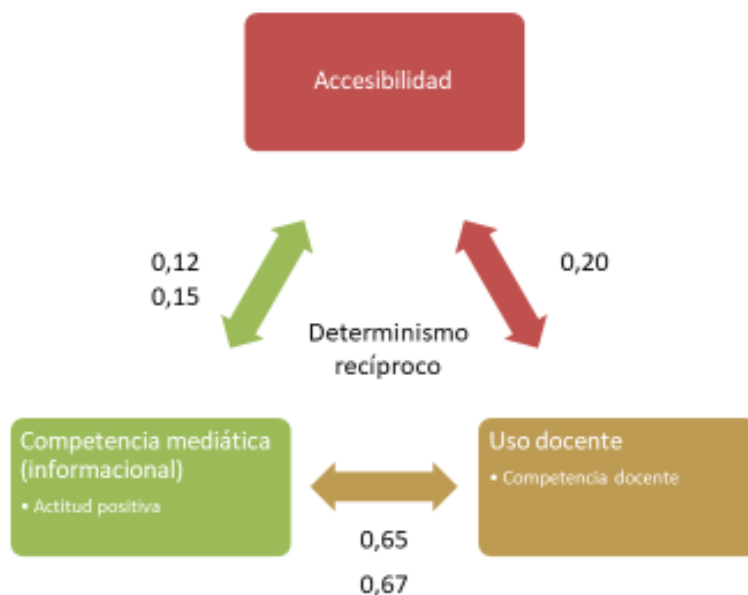 Accesibilidad
0,12
0,15
0,20
Determinismo
recíproco
Competencia mediática
(informacional)
• Actitud positiva
Uso docente
• Competencia docente
0,65
0,67